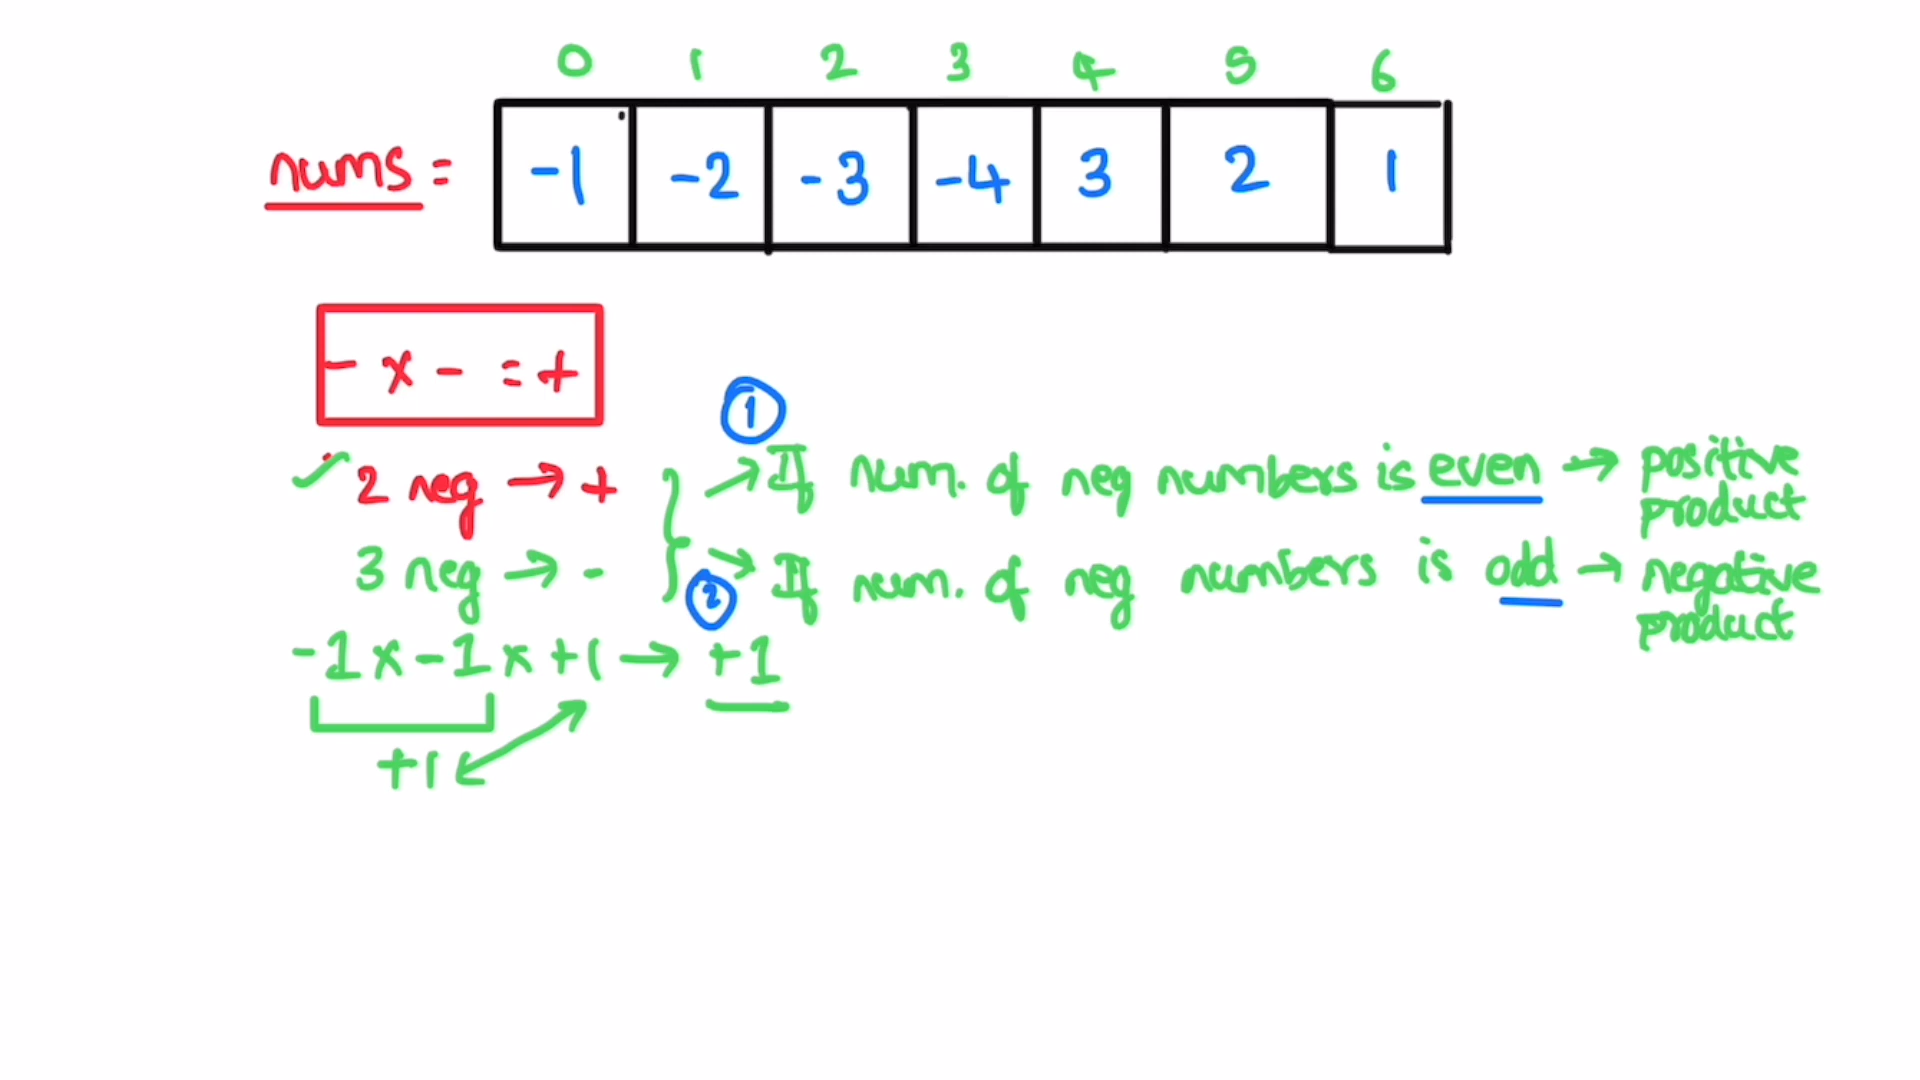 0 1 2 3 4 5 6
nums = -1 -2 -3 -4 3 2 1
- x - = +
1
✓ 2 neg → + } → If num. of neg numbers is even → positive product
3 neg → - → If num. of neg numbers is odd → negative product
2
-1 x -1 x +1 → +1
+1